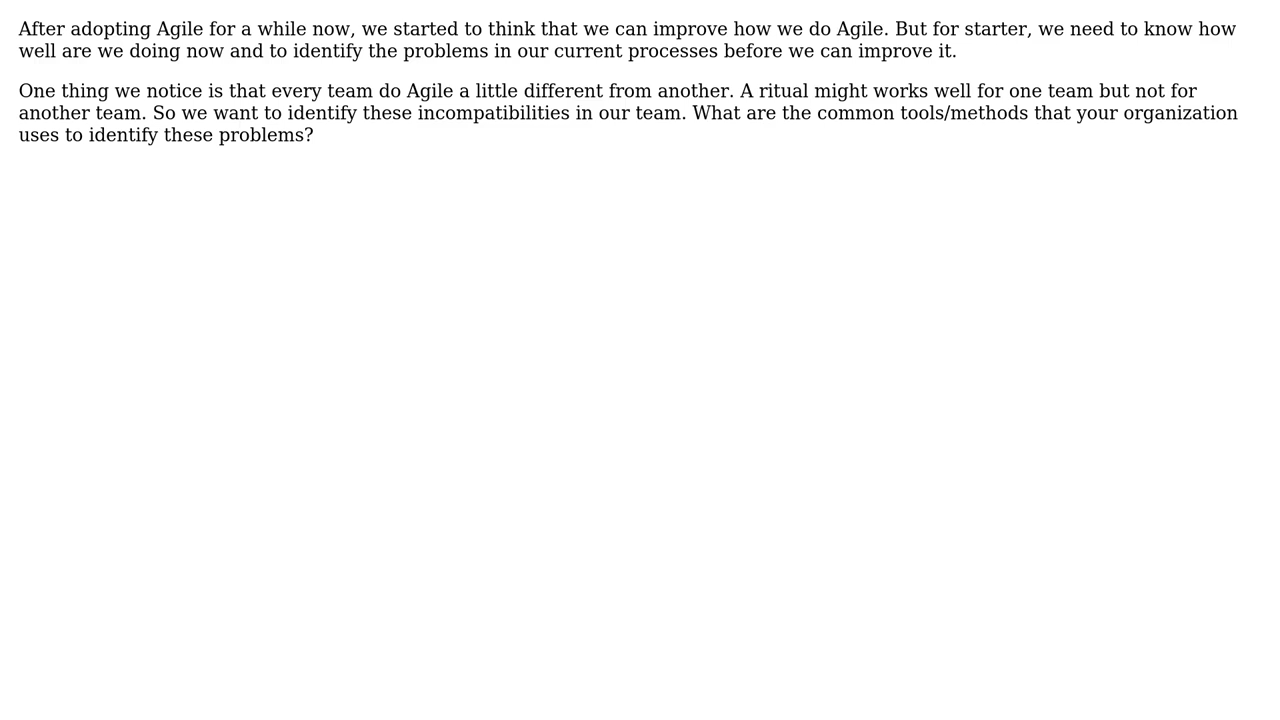 After adopting Agile for a while now, we started to think that we can improve how we do Agile. But for starter, we need to know how
well are we doing now and to identify the problems in our current processes before we can improve it.
One thing we notice is that every team do Agile a little different from another. A ritual might works well for one team but not for
another team. So we want to identify these incompatibilities in our team. What are the common tools/methods that your organization
uses to identify these problems?